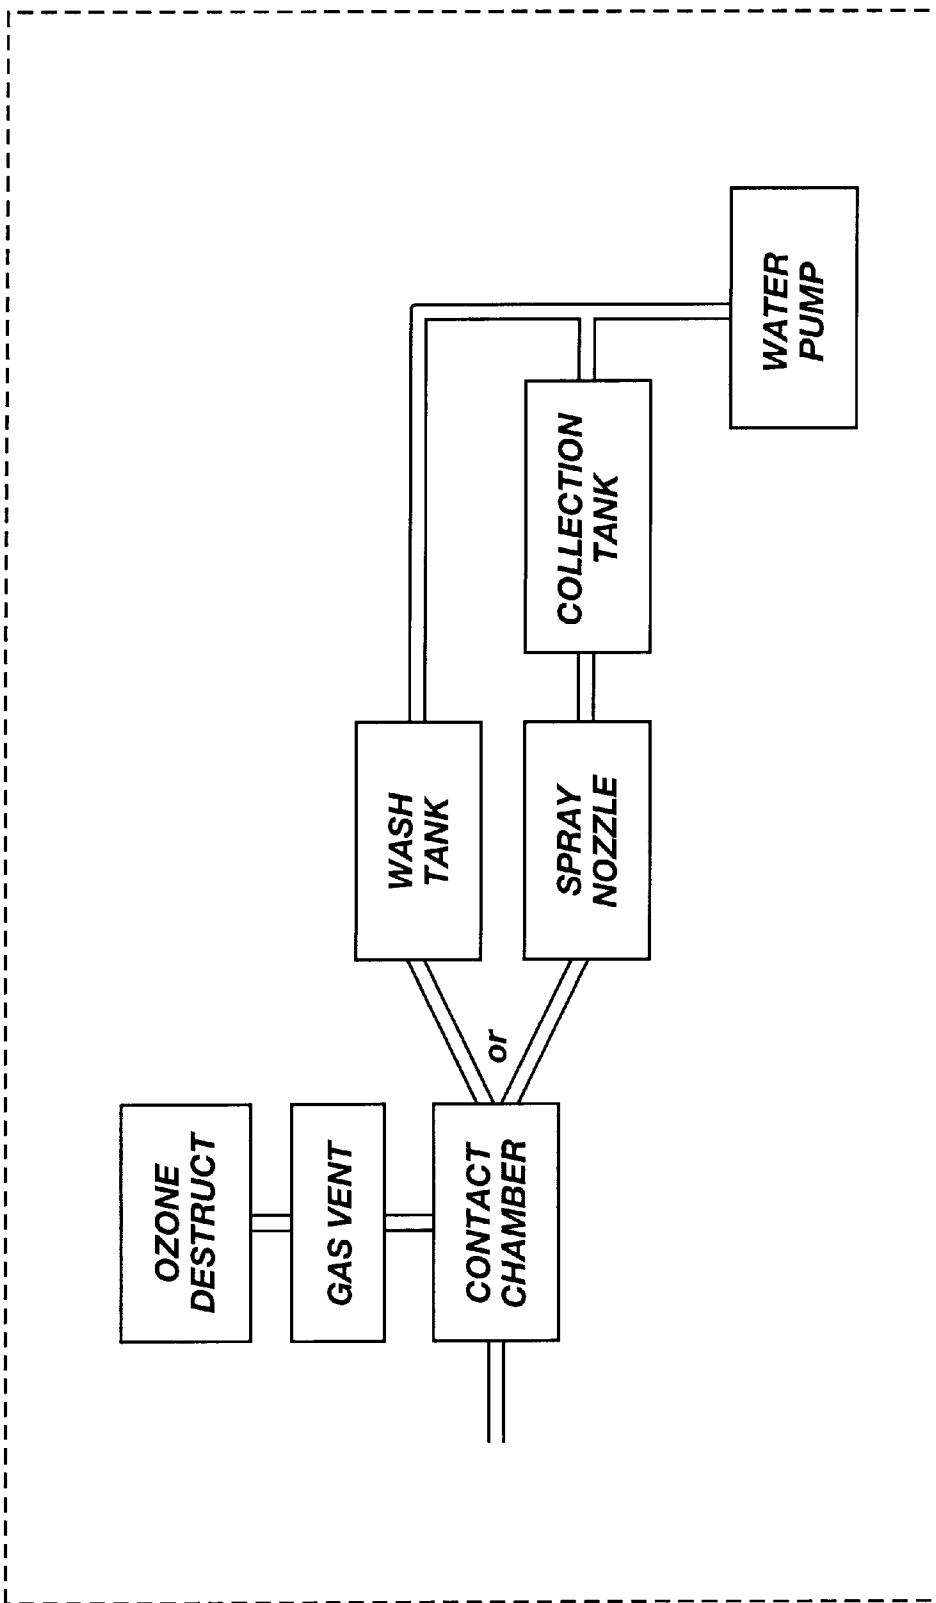 OZONE
DESTRUCT
GAS VENT
CONTACT
CHAMBER
or
WASH
TANK
SPRAY
NOZZLE
COLLECTION
TANK
WATER
PUMP